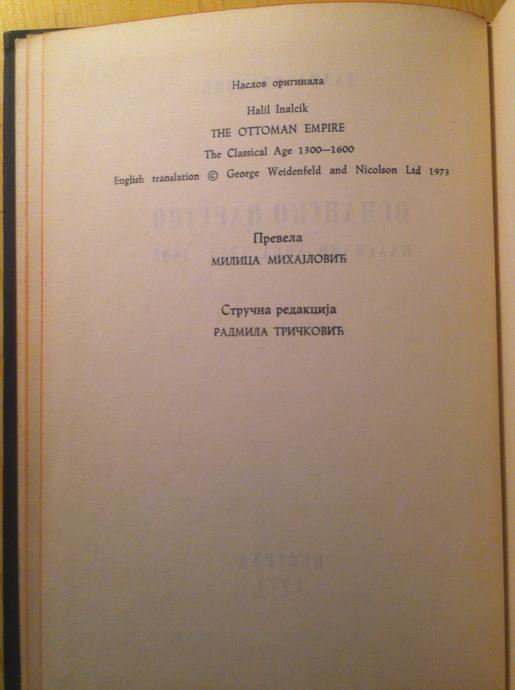 Наслов оригинала
Halil Inalcik
THE OTTOMAN EMPIRE
The Classical Age 1300—1600
English translation © George Weidenfeld and Nicolson Ltd 1973
Превела
МИЛИЦА МИХАЈЛОВИЋ
Стручна редакција
РАДМИЛА ТРИЧКОВИЋ